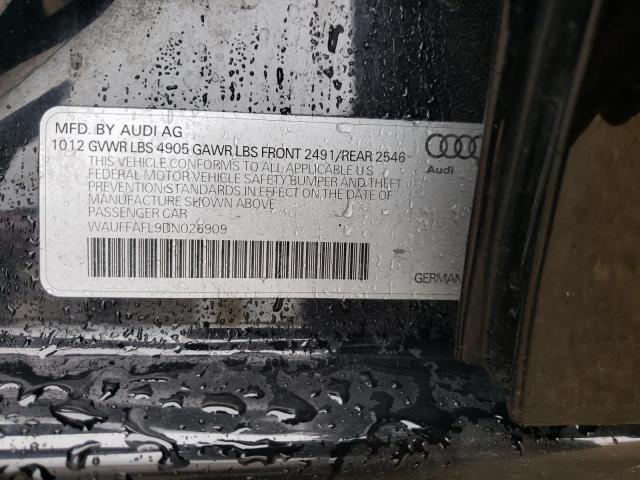 MFD. BY AUDI AG
1012 GVWR LBS 4905 GAWR LBS FRONT 2491/REAR 2546
THIS VEHICLE CONFORMS TO ALL APPLICABLE U S
FEDERAL MOTOR VEHICLE SAFETY BUMPER AND THEFT
PREVENTION STANDARDS IN EFFECT ON THE DATE OF
MANUFACTURE SHOWN ABOVE
PASSENGER CAR
WAUFFAFL9DN026909
Audi
GERMAN